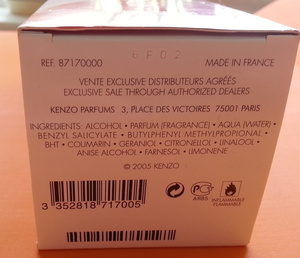 6F02
REF. 87170000 MADE IN FRANCE
VENTE EXCLUSIVE DISTRIBUTEURS AGRÉÉS
EXCLUSIVE SALE THROUGH AUTHORIZED DEALERS
KENZO PARFUMS 3, PLACE DES VICTOIRES 75001 PARIS
INGREDIENTS: ALCOHOL • PARFUM (FRAGRANCE) • AQUA (WATER) •
BENZYL SALICYLATE • BUTYLPHENYL METHYLPROPIONAL •
BHT • COUMARIN • GERANIOL • CITRONELLOL • LINALOOL •
ANISE ALCOHOL • FARNESOL • LIMONENE
© 2005 KENZO
3 352818 717005
INFLAMMABLE
FLAMMABLE